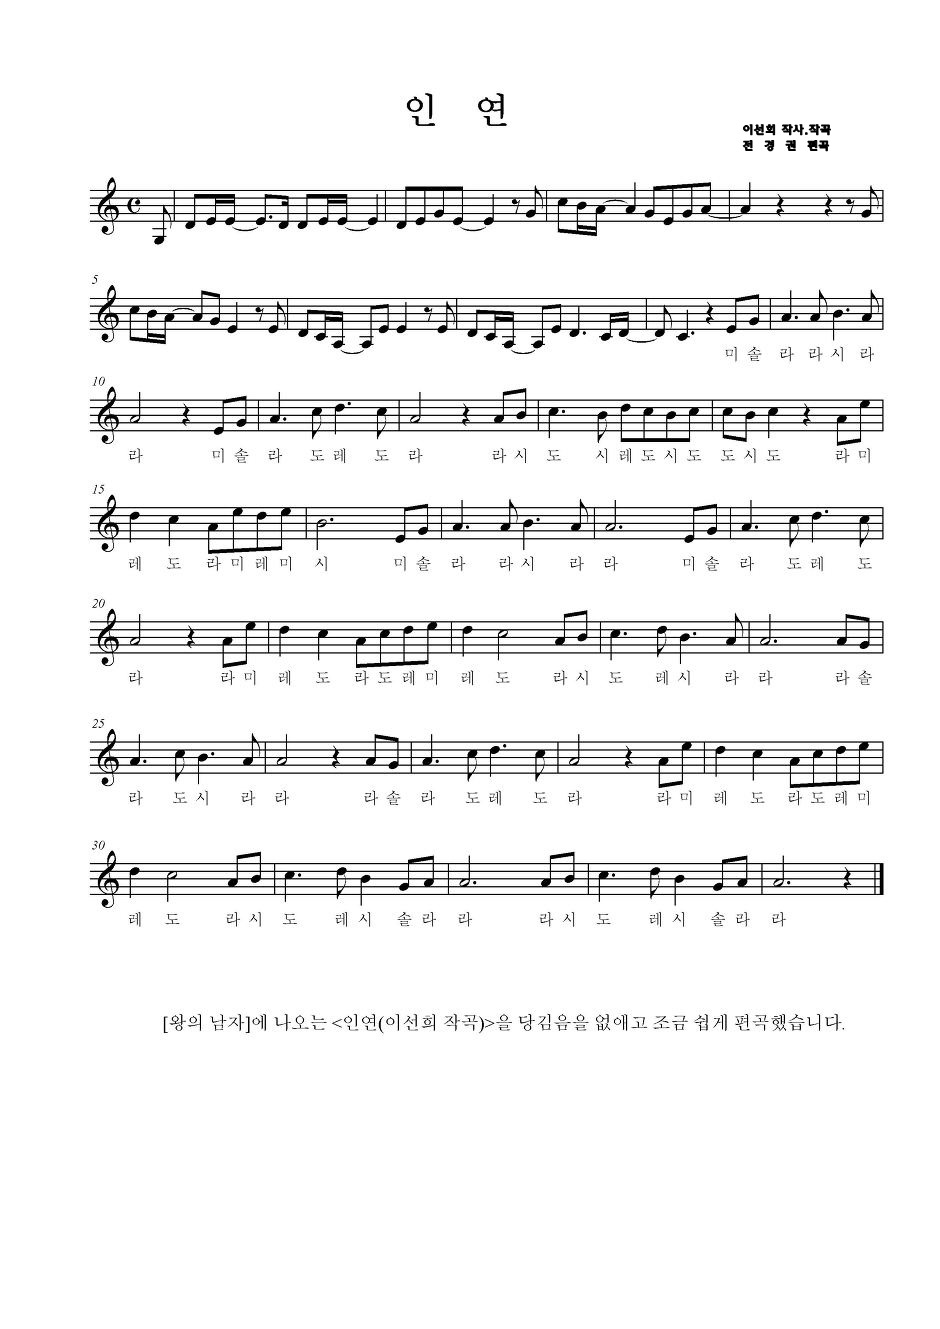 인 연
이선희 작사.작곡
전 경 권 편곡
5
미 솔 라 라 시 라
10
라 미 솔 라 도 레 도 라 라 시 도 시 레 도 시 도 도 시 도 라 미
15
레 도 라 미 레 미 시 미 솔 라 라 시 라 라 미 솔 라 도 레 도
20
라 라 미 레 도 라 도 레 미 레 도 라 시 도 레 시 라 라 라 솔
25
라 도 시 라 라 라 솔 라 도 레 도 라 라 미 레 도 라 도 레 미
30
레 도 라 시 도 레 시 솔 라 라 라 시 도 레 시 솔 라 라
[왕의 남자]에 나오는 <인연(이선희 작곡)>을 당김음을 없애고 조금 쉽게 편곡했습니다.